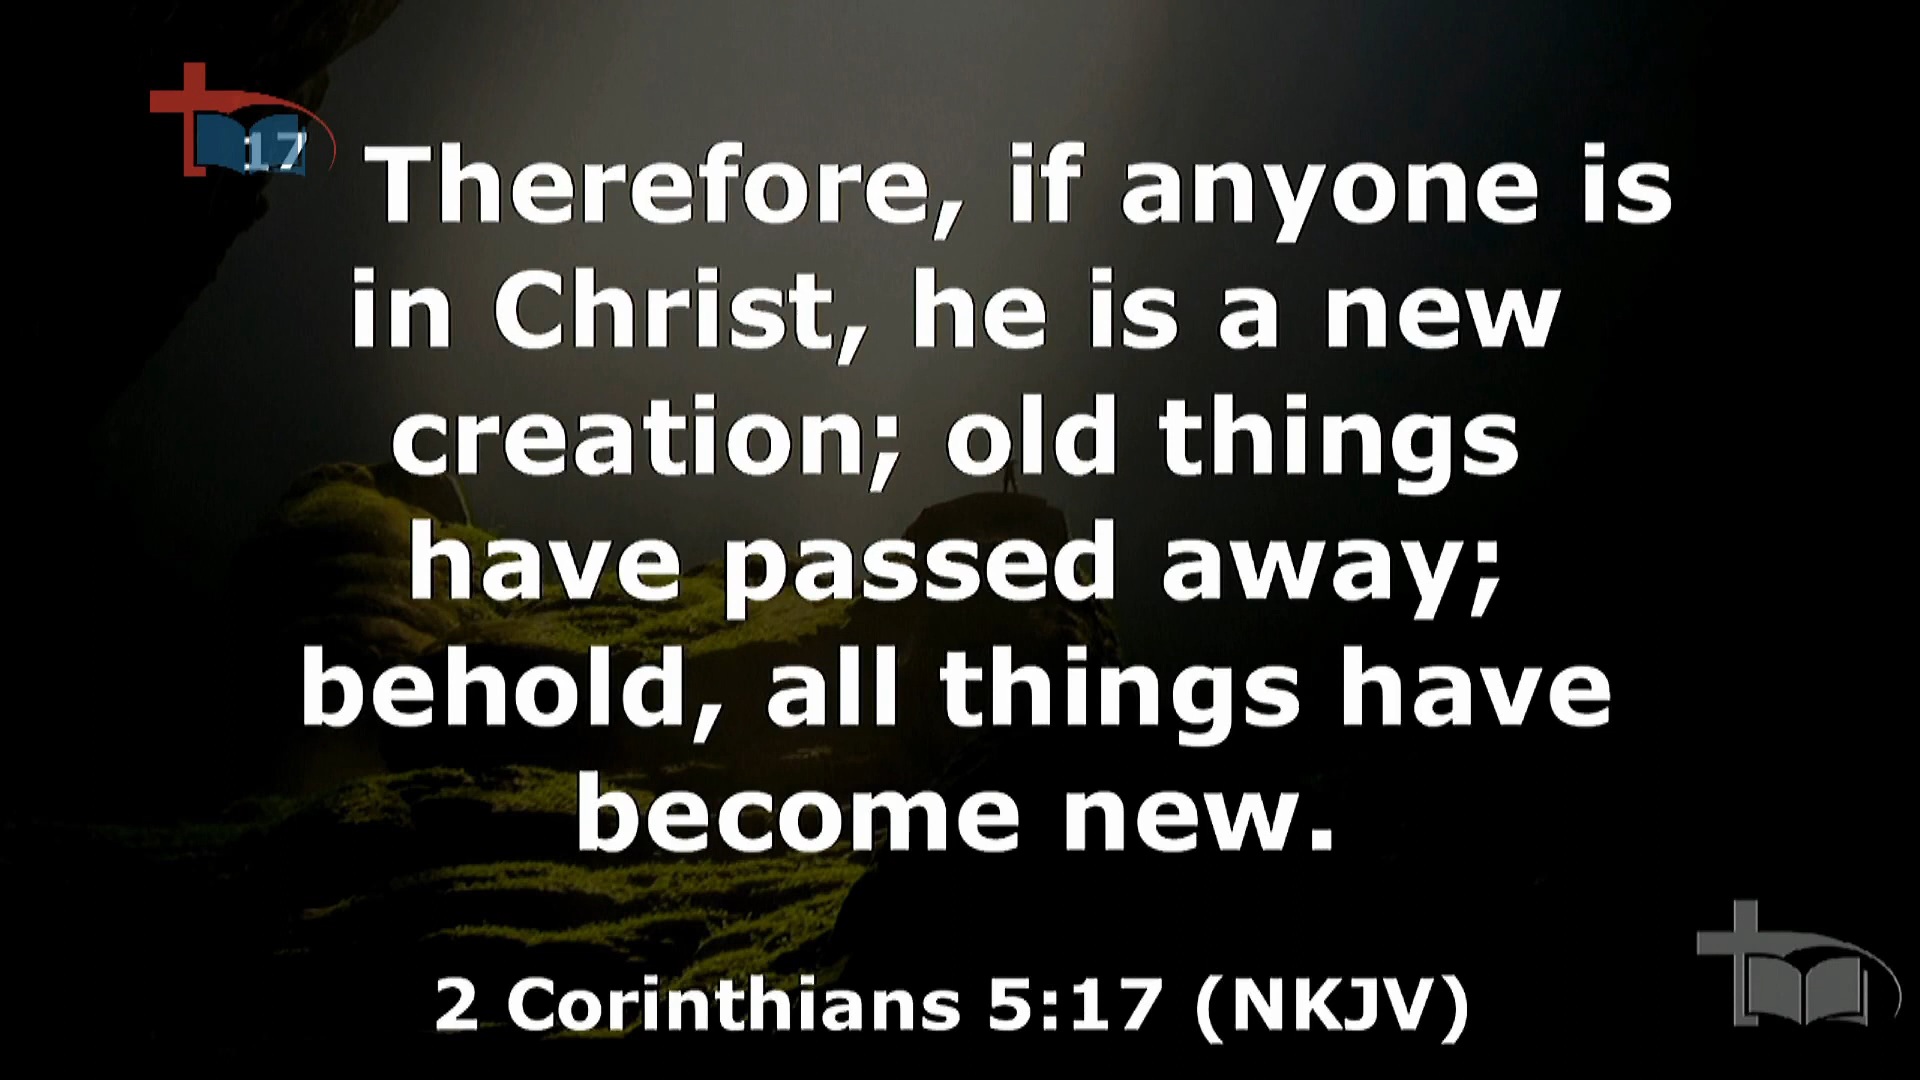 :17 Therefore, if anyone is
in Christ, he is a new
creation; old things
have passed away;
behold, all things have
become new.
2 Corinthians 5:17 (NKJV)